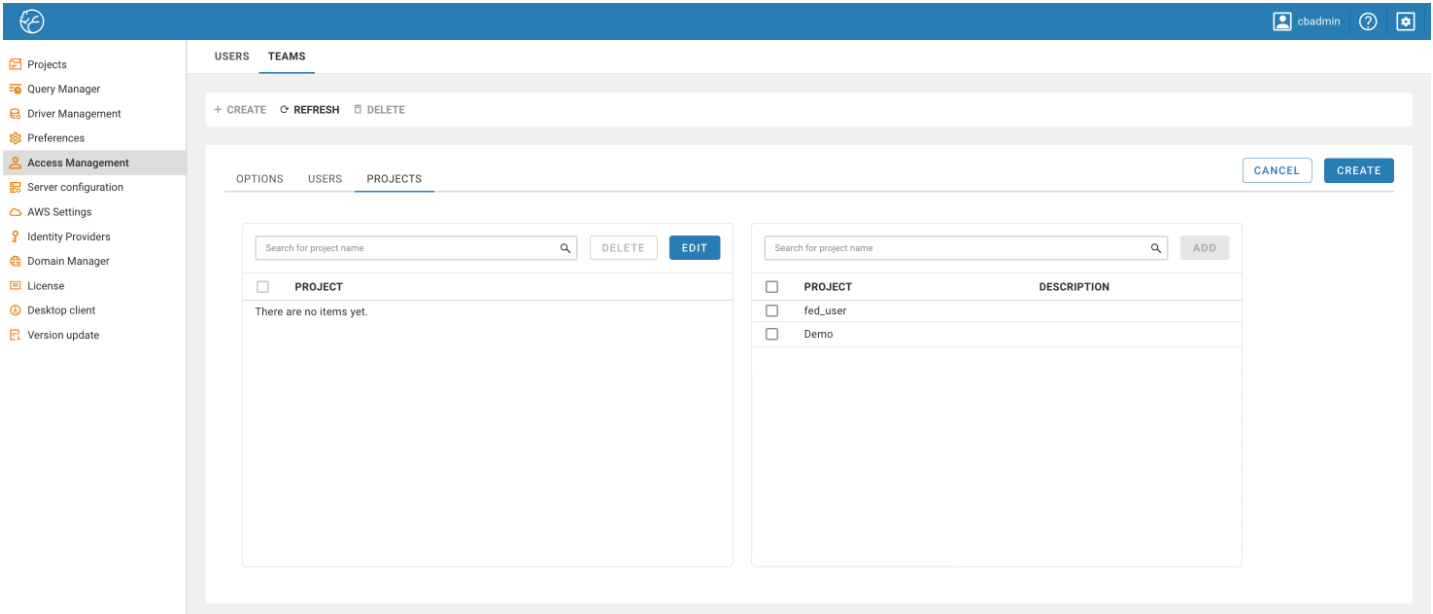 cbadmin
USERS TEAMS
Projects
Query Manager
Driver Management
Preferences
Access Management
Server configuration
AWS Settings
Identity Providers
Domain Manager
License
Desktop client
Version update
+ CREATE REFRESH DELETE
OPTIONS USERS PROJECTS
CANCEL CREATE
Search for project name DELETE EDIT
PROJECT
There are no items yet.
Search for project name ADD
PROJECT DESCRIPTION
fed_user
Demo